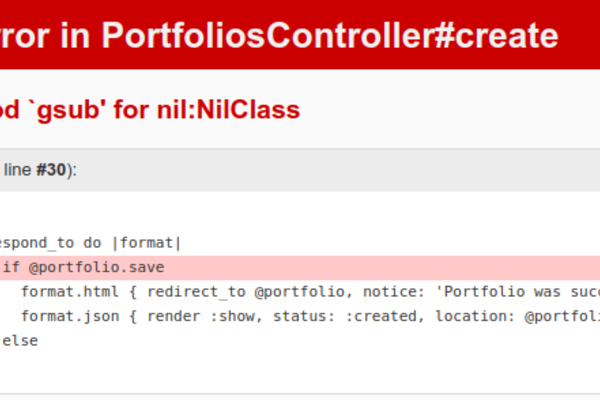 rror in PortfoliosController#create
od `gsub' for nil:NilClass
line #30):
espond_to do |format|
if @portfolio.save
format.html { redirect_to @portfolio, notice: 'Portfolio was suc
format.json { render :show, status: :created, location: @portfoli
else